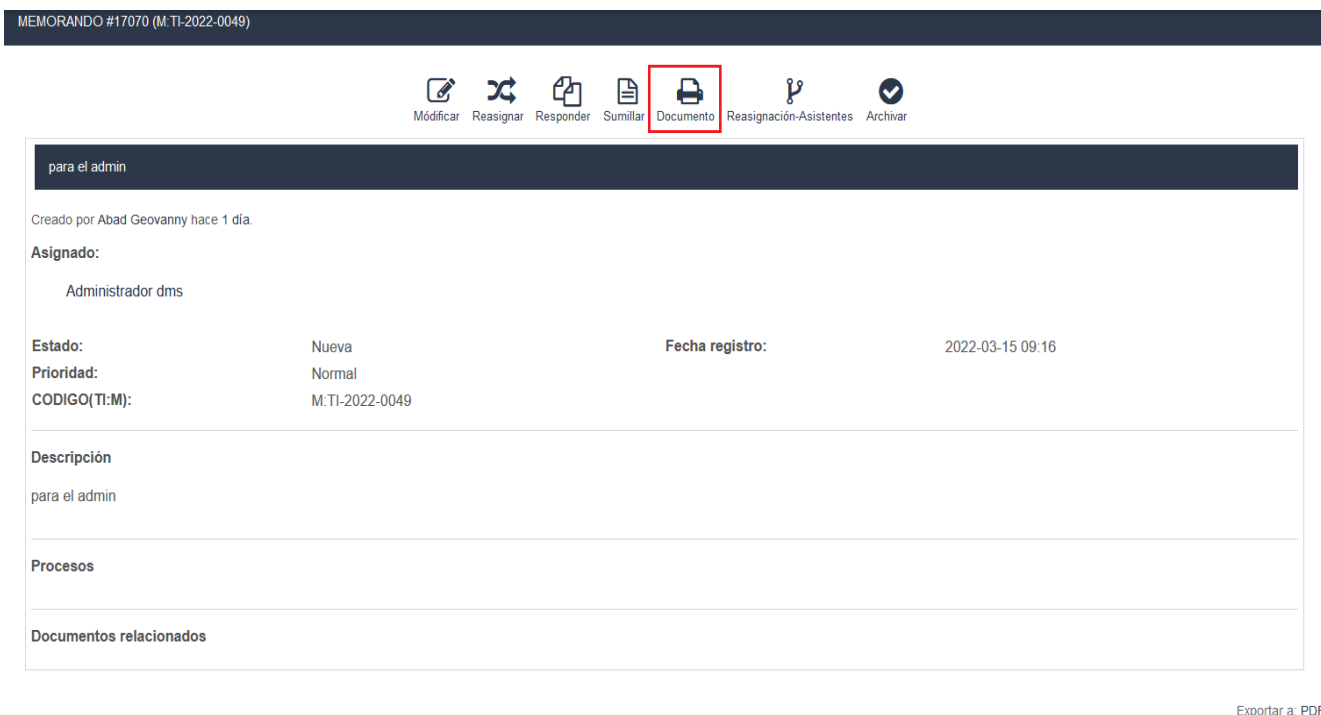 MEMORANDO #17070 (M:TI-2022-0049)
Módificar Reasignar Responder Sumillar Documento Reasignación-Asistentes Archivar
para el admin
Creado por Abad Geovanny hace 1 día.
Asignado:
Administrador dms
Estado: Nueva Fecha registro: 2022-03-15 09:16
Prioridad: Normal
CODIGO(TI:M): M:TI-2022-0049
Descripción
para el admin
Procesos
Documentos relacionados
Exportar a: PDF